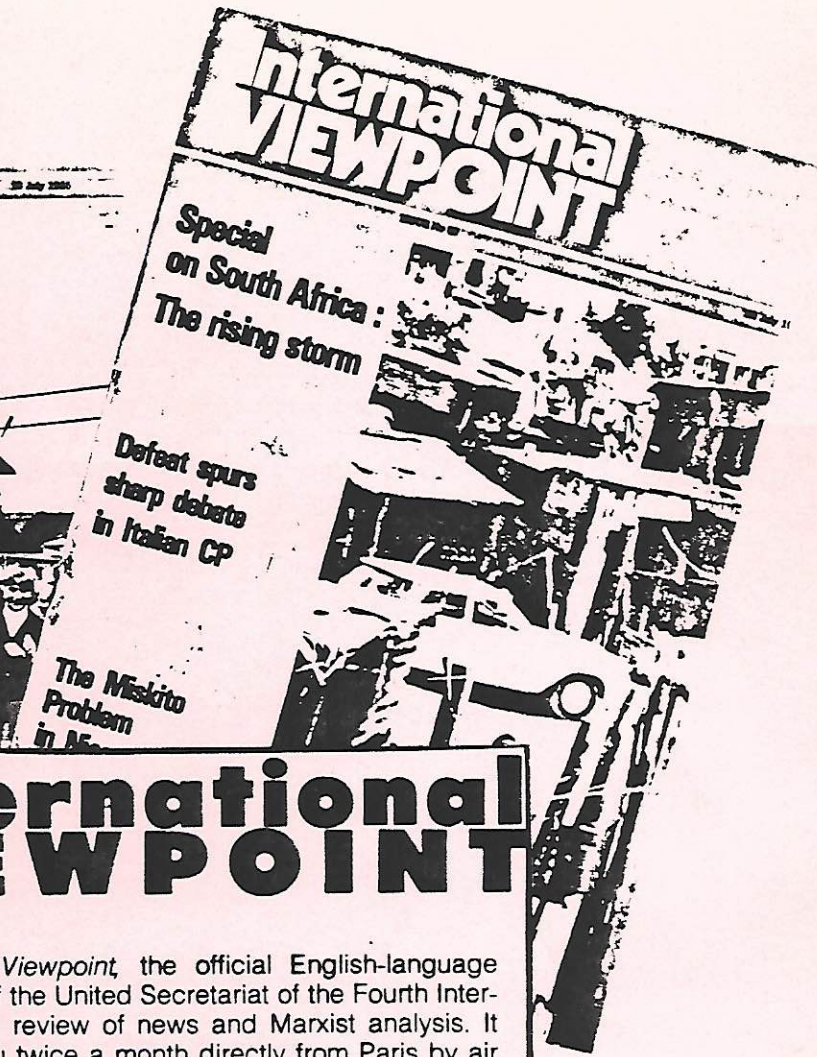 International
VIEWPOINT
Special
on South Africa :
The rising storm
Defeat spurs
sharp debate
in Italian CP
The Miskito
Problem
in
ernational
EWPOINT
Viewpoint, the official English-language
f the United Secretariat of the Fourth Inter-
review of news and Marxist analysis. It
twice a month directly from Paris by air